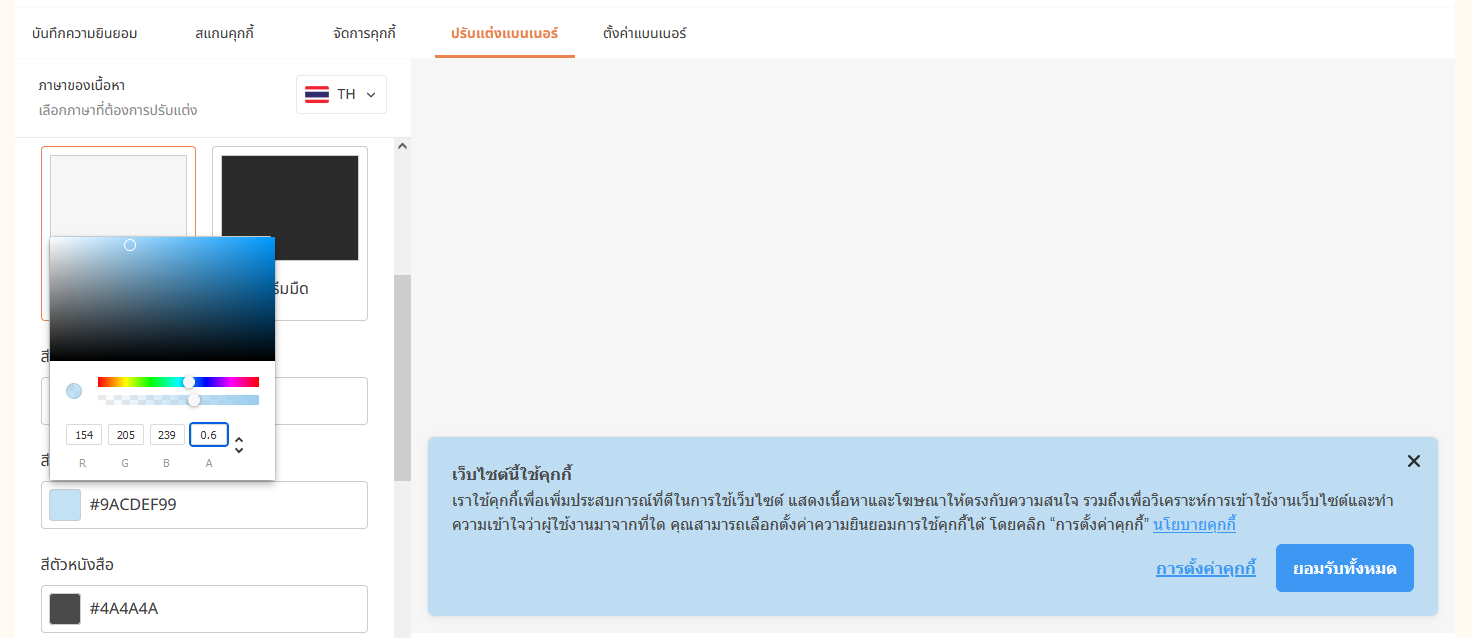 บันทึกความยินยอม
สแกนคุกกี้
จัดการคุกกี้
ปรับแต่งแบนเนอร์
ตั้งค่าแบนเนอร์
ภาษาของเนื้อหา
เลือกภาษาที่ต้องการปรับแต่ง
TH
รีมมืด
สี
154
205
239
0.6
R
G
B
A
สี
#9ACDEF99
สีตัวหนังสือ
#4A4A4A
เว็บไซต์นี้ใช้คุกกี้
เราใช้คุกกี้เพื่อเพิ่มประสบการณ์ที่ดีในการใช้เว็บไซต์ แสดงเนื้อหาและโฆษณาให้ตรงกับความสนใจ รวมถึงเพื่อวิเคราะห์การเข้าใช้งานเว็บไซต์และทำ
ความเข้าใจว่าผู้ใช้งานมาจากที่ใด คุณสามารถเลือกตั้งค่าความยินยอมการใช้คุกกี้ได้ โดยคลิก “การตั้งค่าคุกกี้” นโยบายคุกกี้
การตั้งค่าคุกกี้
ยอมรับทั้งหมด